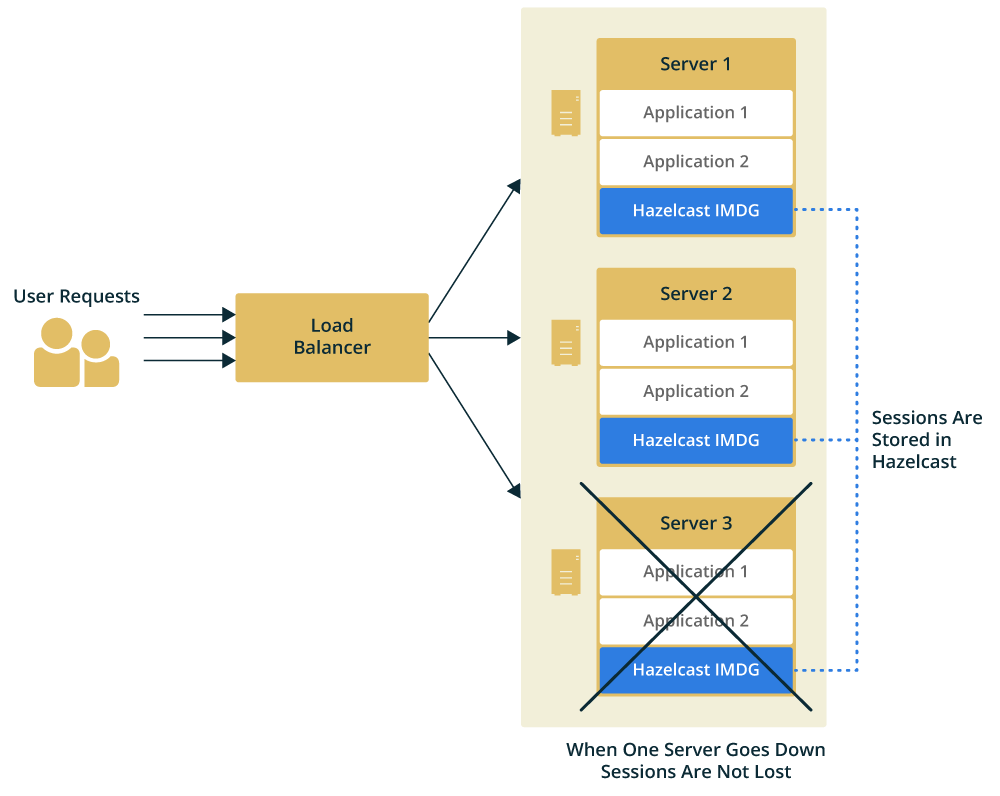 User Requests
Load
Balancer
Server 1
Application 1
Application 2
Hazelcast IMDG
Server 2
Application 1
Application 2
Hazelcast IMDG
Server 3
Application 1
Application 2
Hazelcast IMDG
Sessions Are
Stored in
Hazelcast
When One Server Goes Down
Sessions Are Not Lost